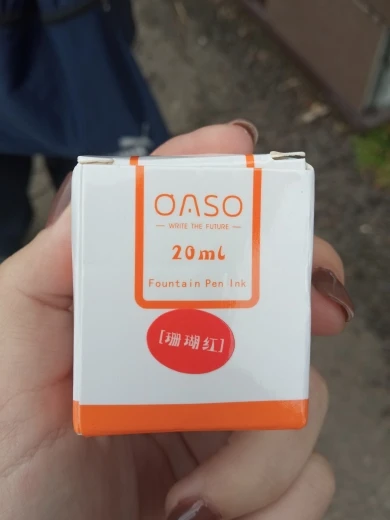 OASO
WRITE THE FUTURE
20ml
Fountain Pen Ink
[珊瑚红]